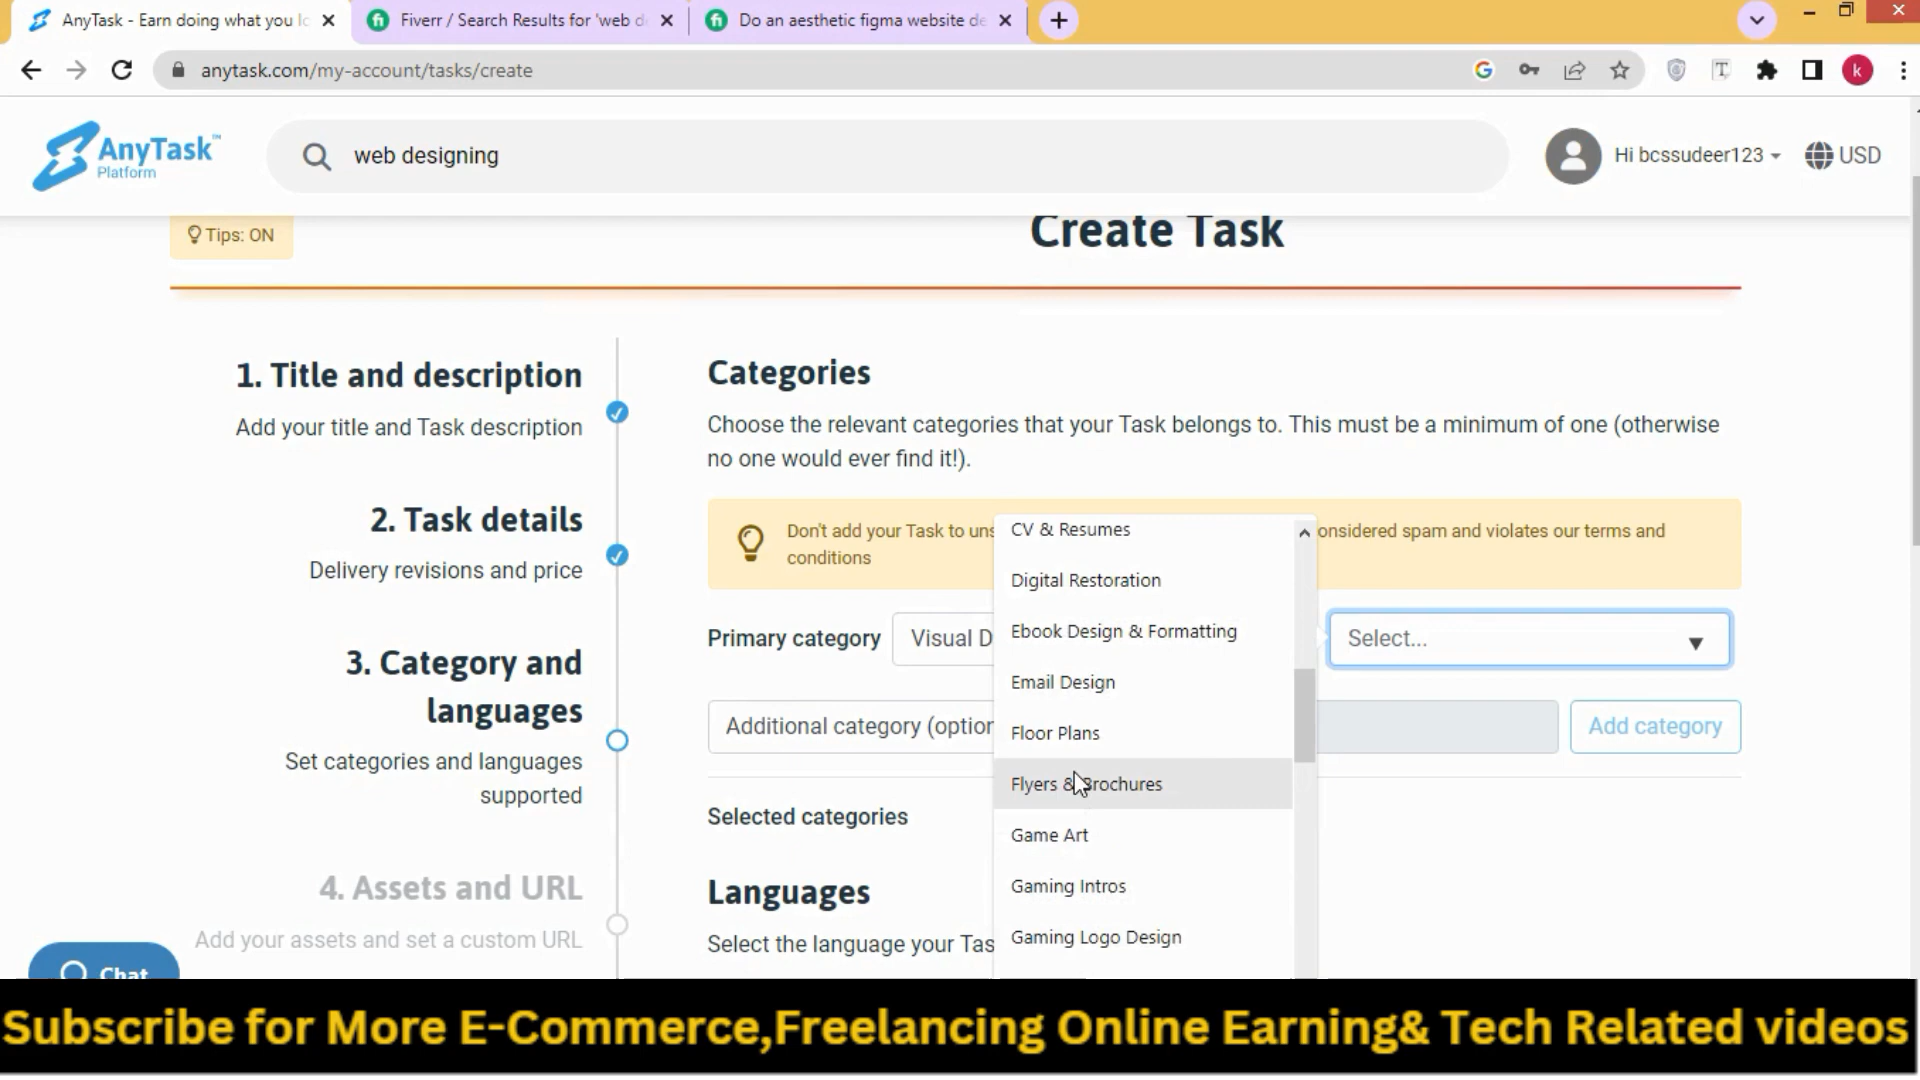 AnyTask - Earn doing what you lo
Fiverr / Search Results for 'web de
Do an aesthetic figma website de
anytask.com/my-account/tasks/create
k
AnyTask™
Platform
web designing
Hi bcssudeer123
USD
Tips: ON
Create Task
1. Title and description
Add your title and Task description
2. Task details
Delivery revisions and price
3. Category and
languages
Set categories and languages
supported
4. Assets and URL
Add your assets and set a custom URL
Chat
Categories
Choose the relevant categories that your Task belongs to. This must be a minimum of one (otherwise
no one would ever find it!).
Don't add your Task to uns onsidered spam and violates our terms and
conditions
Primary category
Visual D
Select...
Additional category (option
Add category
Selected categories
Languages
Select the language your Tas
CV & Resumes
Digital Restoration
Ebook Design & Formatting
Email Design
Floor Plans
Flyers & Brochures
Game Art
Gaming Intros
Gaming Logo Design
Subscribe for More E-Commerce,Freelancing Online Earning& Tech Related videos